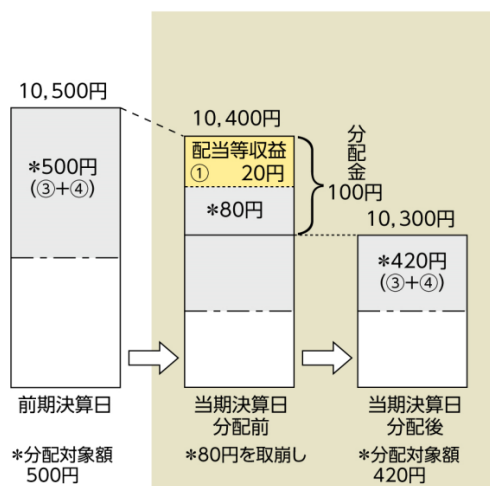 10,500円
＊500円
(③＋④)
前期決算日
＊分配対象額
500円
10,400円
配当等収益
① 20円
＊80円
分配金
100円
当期決算日
分配前
＊80円を取崩し
10,300円
＊420円
(③＋④)
当期決算日
分配後
＊分配対象額
420円